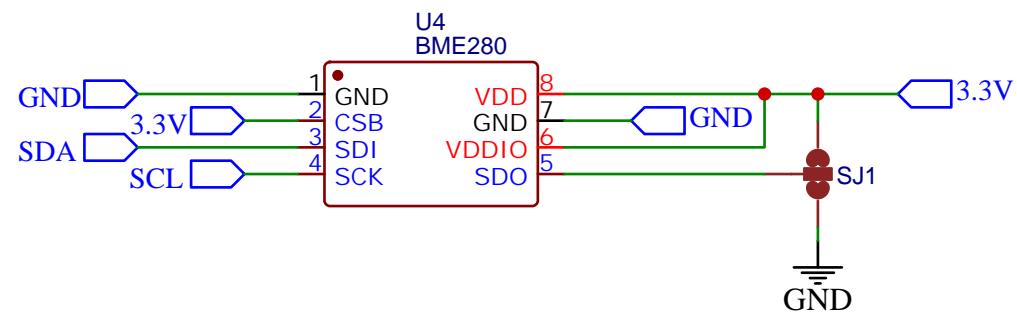 U4
BME280
GND
1
GND
3.3V
2
CSB
SDA
3
SDI
SCL
4
SCK
VDD
8
3.3V
GND
7
GND
VDDIO
6
SDO
5
SJ1
GND